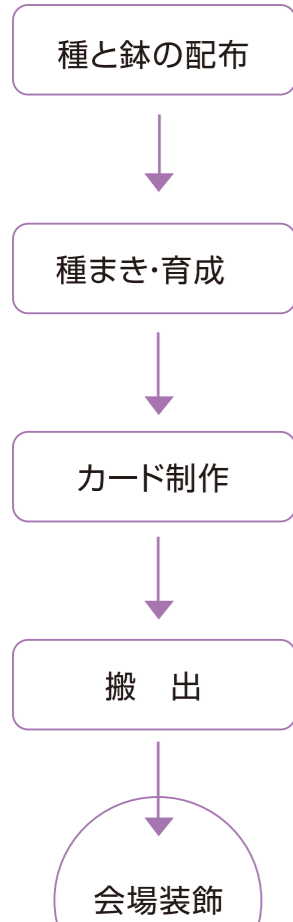 種と鉢の配布
種まき・育成
カード制作
搬　出
会場装飾